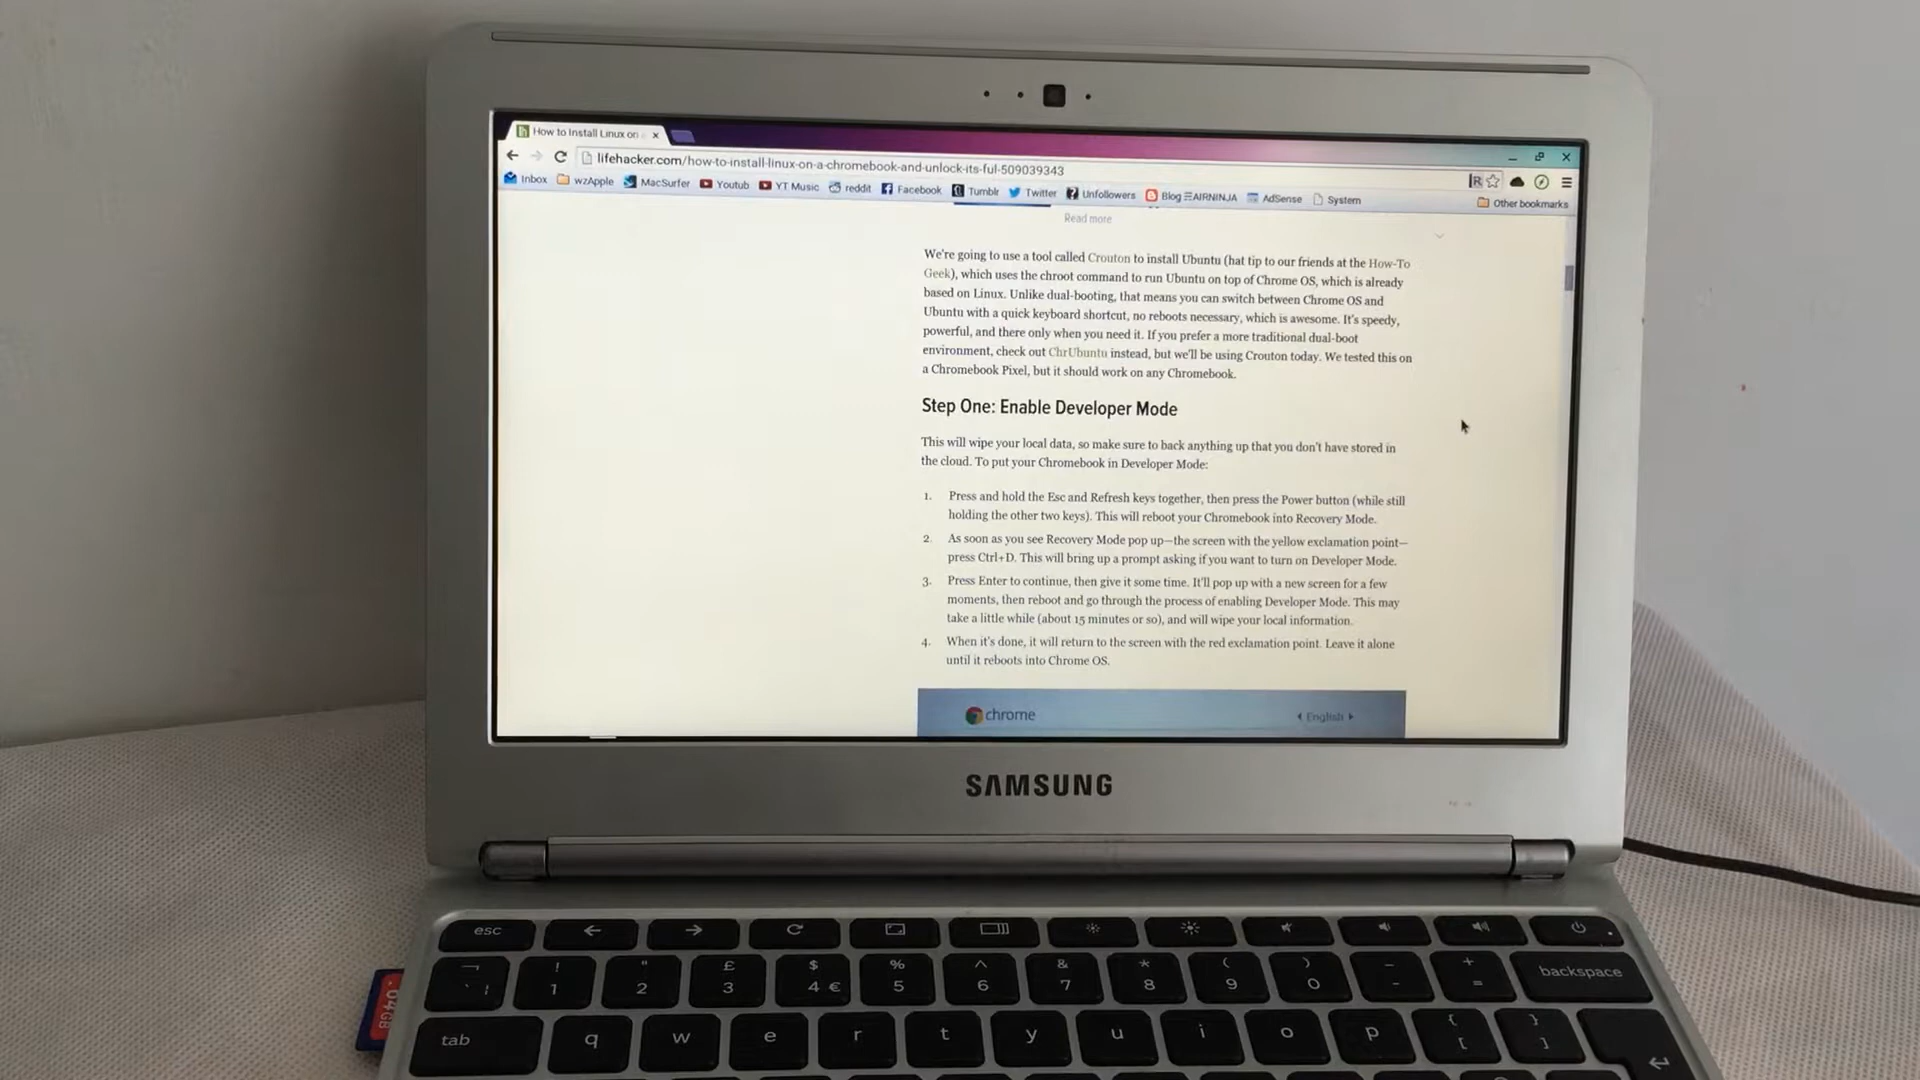 How to Install Linux on
lifehacker.com/how-to-install-linux-on-a-chromebook-and-unlock-its-ful-509039343
Inbox wzApple MacSurfer Youtub YT Music reddit Facebook Tumblr Twitter Unfollowers Blog AIRNINJA AdSense System Other bookmarks
Read more
We're going to use a tool called Crouton to install Ubuntu (hat tip to our friends at the How-To
Geek), which uses the chroot command to run Ubuntu on top of Chrome OS, which is already
based on Linux. Unlike dual-booting, that means you can switch between Chrome OS and
Ubuntu with a quick keyboard shortcut, no reboots necessary, which is awesome. It's speedy,
powerful, and there only when you need it. If you prefer a more traditional dual-boot
environment, check out ChrUbuntu instead, but we'll be using Crouton today. We tested this on
a Chromebook Pixel, but it should work on any Chromebook.
Step One: Enable Developer Mode
This will wipe your local data, so make sure to back anything up that you don't have stored in
the cloud. To put your Chromebook in Developer Mode:
1. Press and hold the Esc and Refresh keys together, then press the Power button (while still
holding the other two keys). This will reboot your Chromebook into Recovery Mode.
2. As soon as you see Recovery Mode pop up—the screen with the yellow exclamation point—
press Ctrl+D. This will bring up a prompt asking if you want to turn on Developer Mode.
3. Press Enter to continue, then give it some time. It'll pop up with a new screen for a few
moments, then reboot and go through the process of enabling Developer Mode. This may
take a little while (about 15 minutes or so), and will wipe your local information.
4. When it's done, it will return to the screen with the red exclamation point. Leave it alone
until it reboots into Chrome OS.
chrome English
SAMSUNG
esc
! " £ $ % ^ & * ( ) _ +
1 2 3 4 € 5 6 7 8 9 0 - = backspace
tab q w e r t y u i o p { [ } ]
64GB